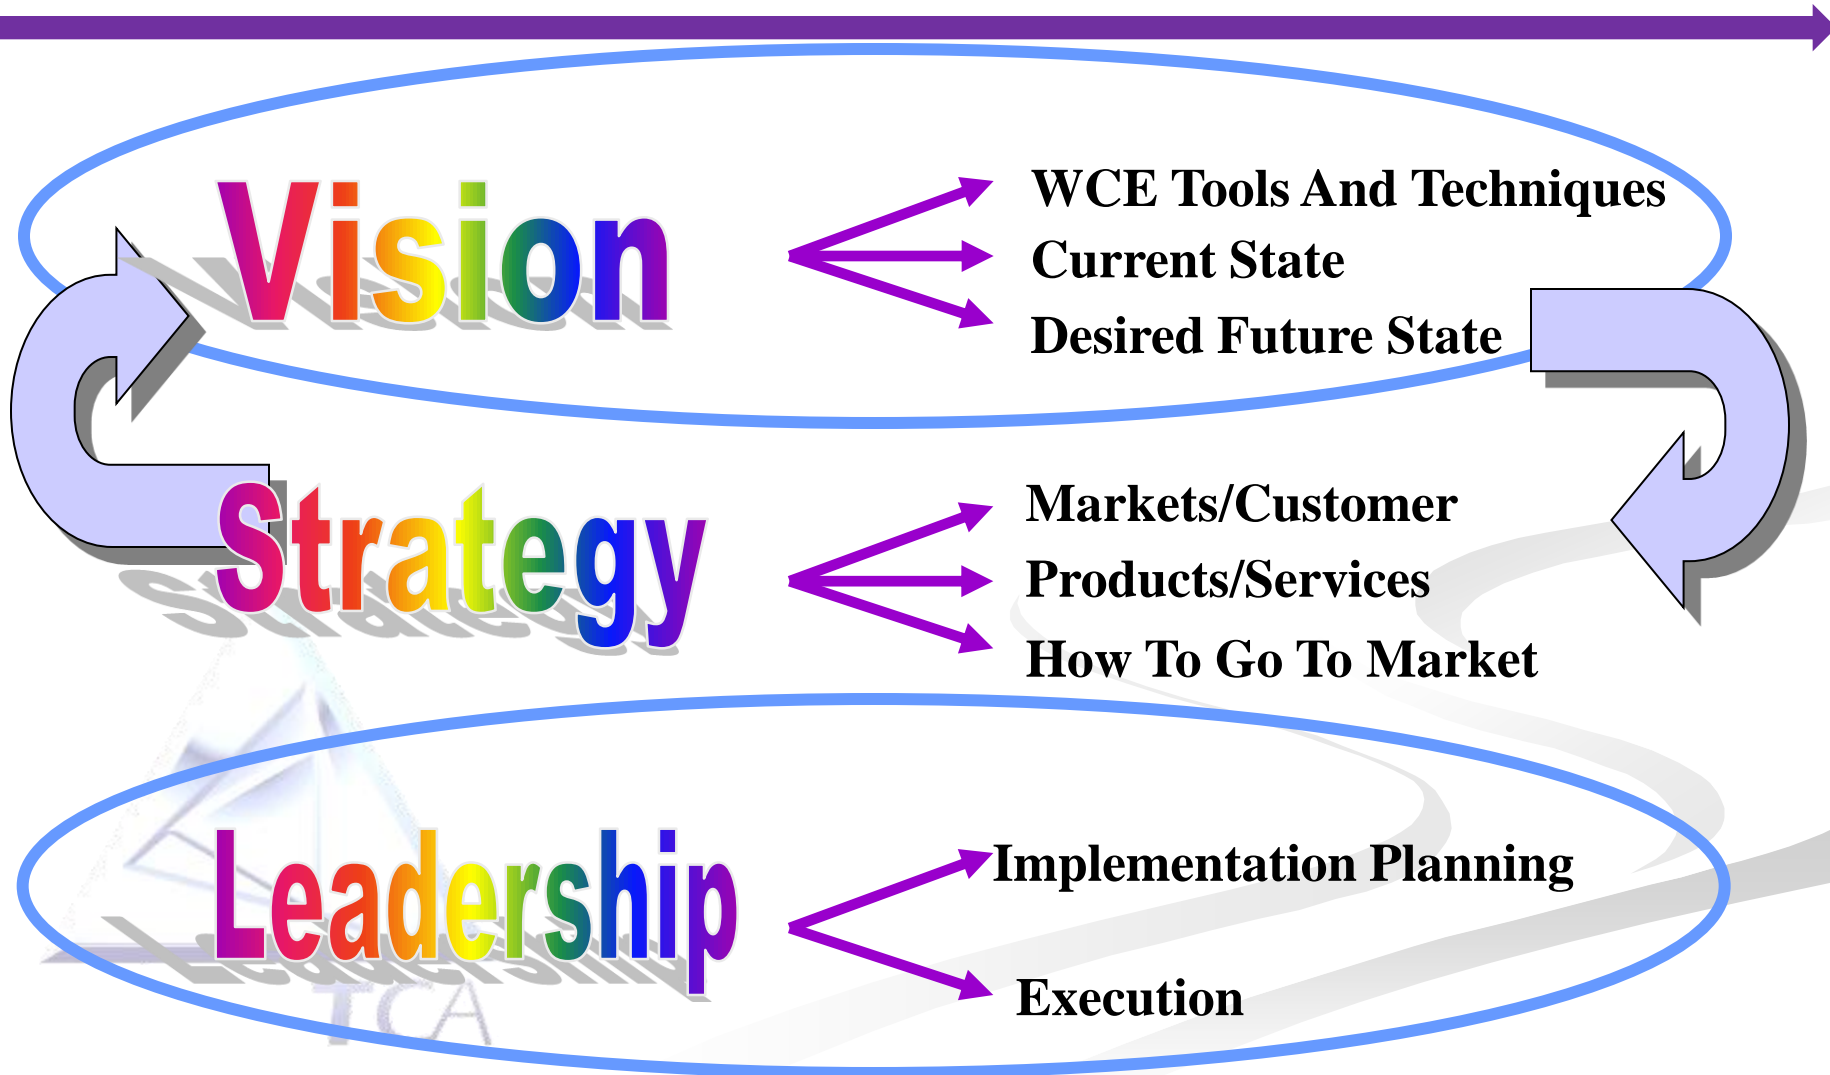 Vision
WCE Tools And Techniques
Current State
Desired Future State
Strategy
Markets/Customer
Products/Services
How To Go To Market
Leadership
Implementation Planning
Execution
TCA